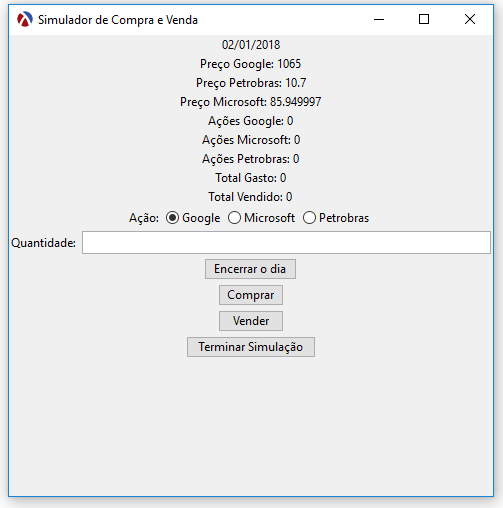 Simulador de Compra e Venda
02/01/2018
Preço Google: 1065
Preço Petrobras: 10.7
Preço Microsoft: 85.949997
Ações Google: 0
Ações Microsoft: 0
Ações Petrobras: 0
Total Gasto: 0
Total Vendido: 0
Ação: Google Microsoft Petrobras
Quantidade:
Encerrar o dia
Comprar
Vender
Terminar Simulação